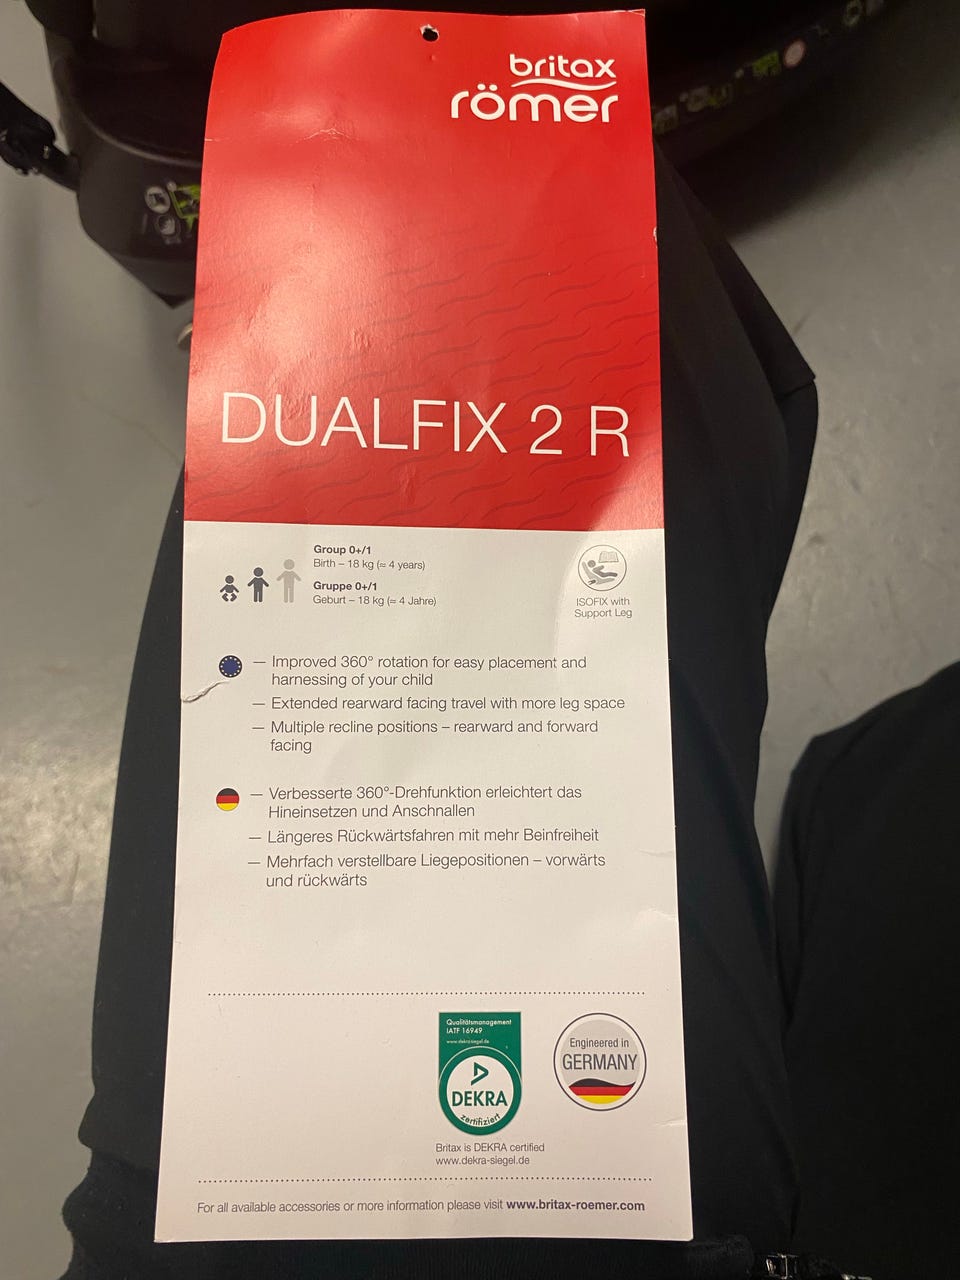 britax
römer
DUALFIX 2 R
Group 0+/1
Birth – 18 kg (≈ 4 years)
Gruppe 0+/1
Geburt – 18 kg (≈ 4 Jahre)
ISOFIX with
Support Leg
— Improved 360° rotation for easy placement and
harnessing of your child
— Extended rearward facing travel with more leg space
— Multiple recline positions – rearward and forward
facing
— Verbesserte 360°-Drehfunktion erleichtert das
Hineinsetzen und Anschnallen
— Längeres Rückwärtsfahren mit mehr Beinfreiheit
— Mehrfach verstellbare Liegepositionen – vorwärts
und rückwärts
Qualitätsmanagement
IATF 16949
www.dekra-siegel.de
DEKRA
zertifiziert
Engineered in
GERMANY
Britax is DEKRA certified
www.dekra-siegel.de
For all available accessories or more information please visit www.britax-roemer.com